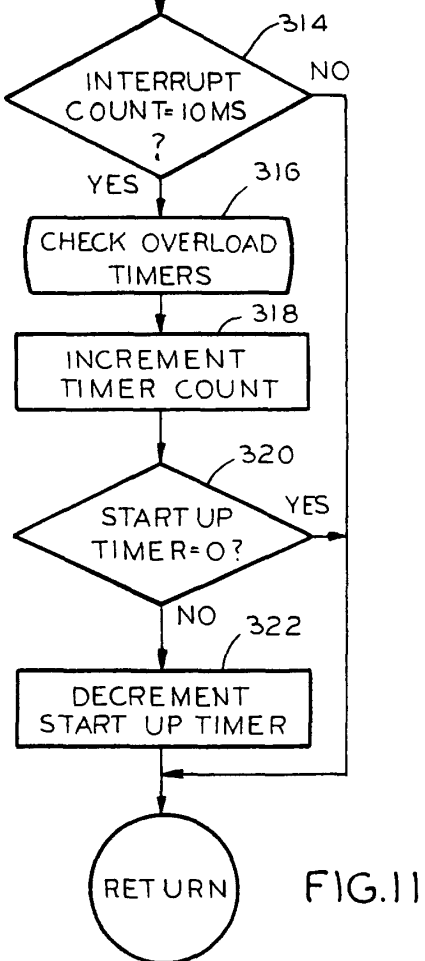 314
INTERRUPT
COUNT=10MS
?
NO
YES
316
CHECK OVERLOAD
TIMERS
318
INCREMENT
TIMER COUNT
320
START UP
TIMER=0?
YES
NO
322
DECREMENT
START UP TIMER
RETURN
FIG.11